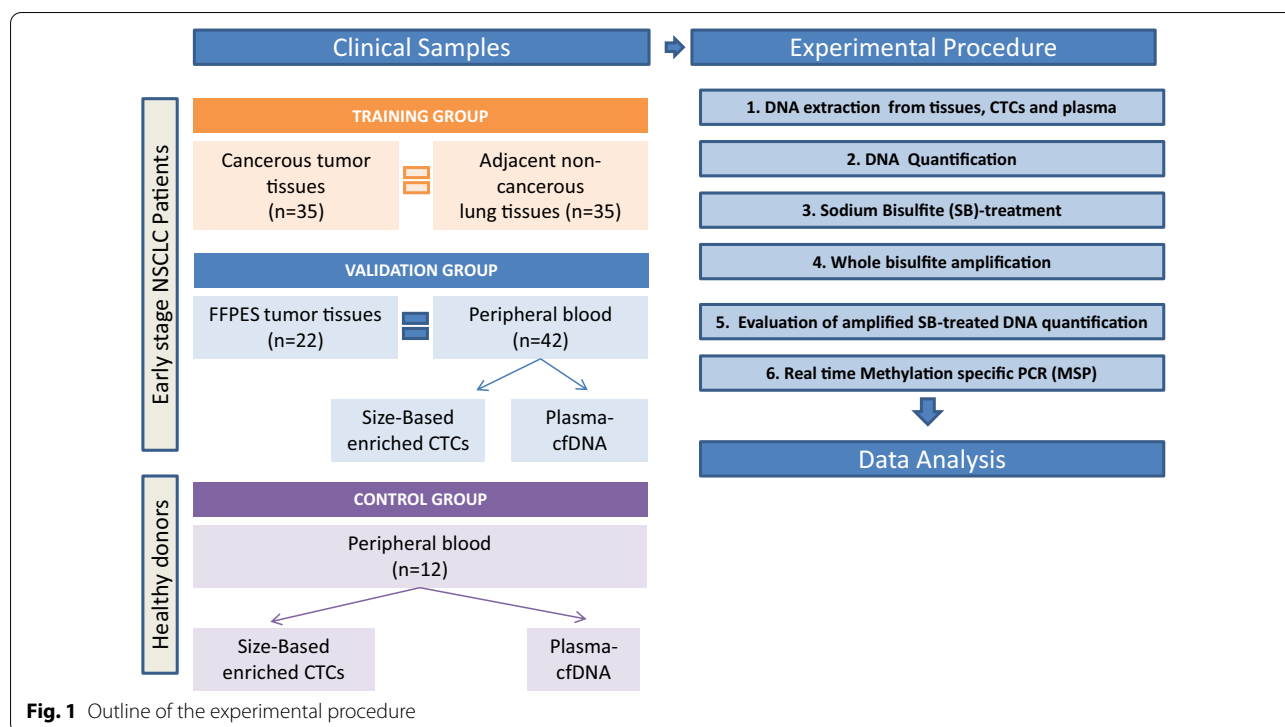 Clinical Samples
Experimental Procedure
Early stage NSCLC Patients
TRAINING GROUP
Cancerous tumor
tissues
(n=35)
Adjacent non-
cancerous
lung tissues (n=35)
VALIDATION GROUP
FFPES tumor tissues
(n=22)
Peripheral blood
(n=42)
Size-Based
enriched CTCs
Plasma-
cfDNA
Healthy donors
CONTROL GROUP
Peripheral blood
(n=12)
Size-Based
enriched CTCs
Plasma-
cfDNA
1. DNA extraction from tissues, CTCs and plasma
2. DNA Quantification
3. Sodium Bisulfite (SB)-treatment
4. Whole bisulfite amplification
5. Evaluation of amplified SB-treated DNA quantification
6. Real time Methylation specific PCR (MSP)
Data Analysis
Fig. 1 Outline of the experimental procedure